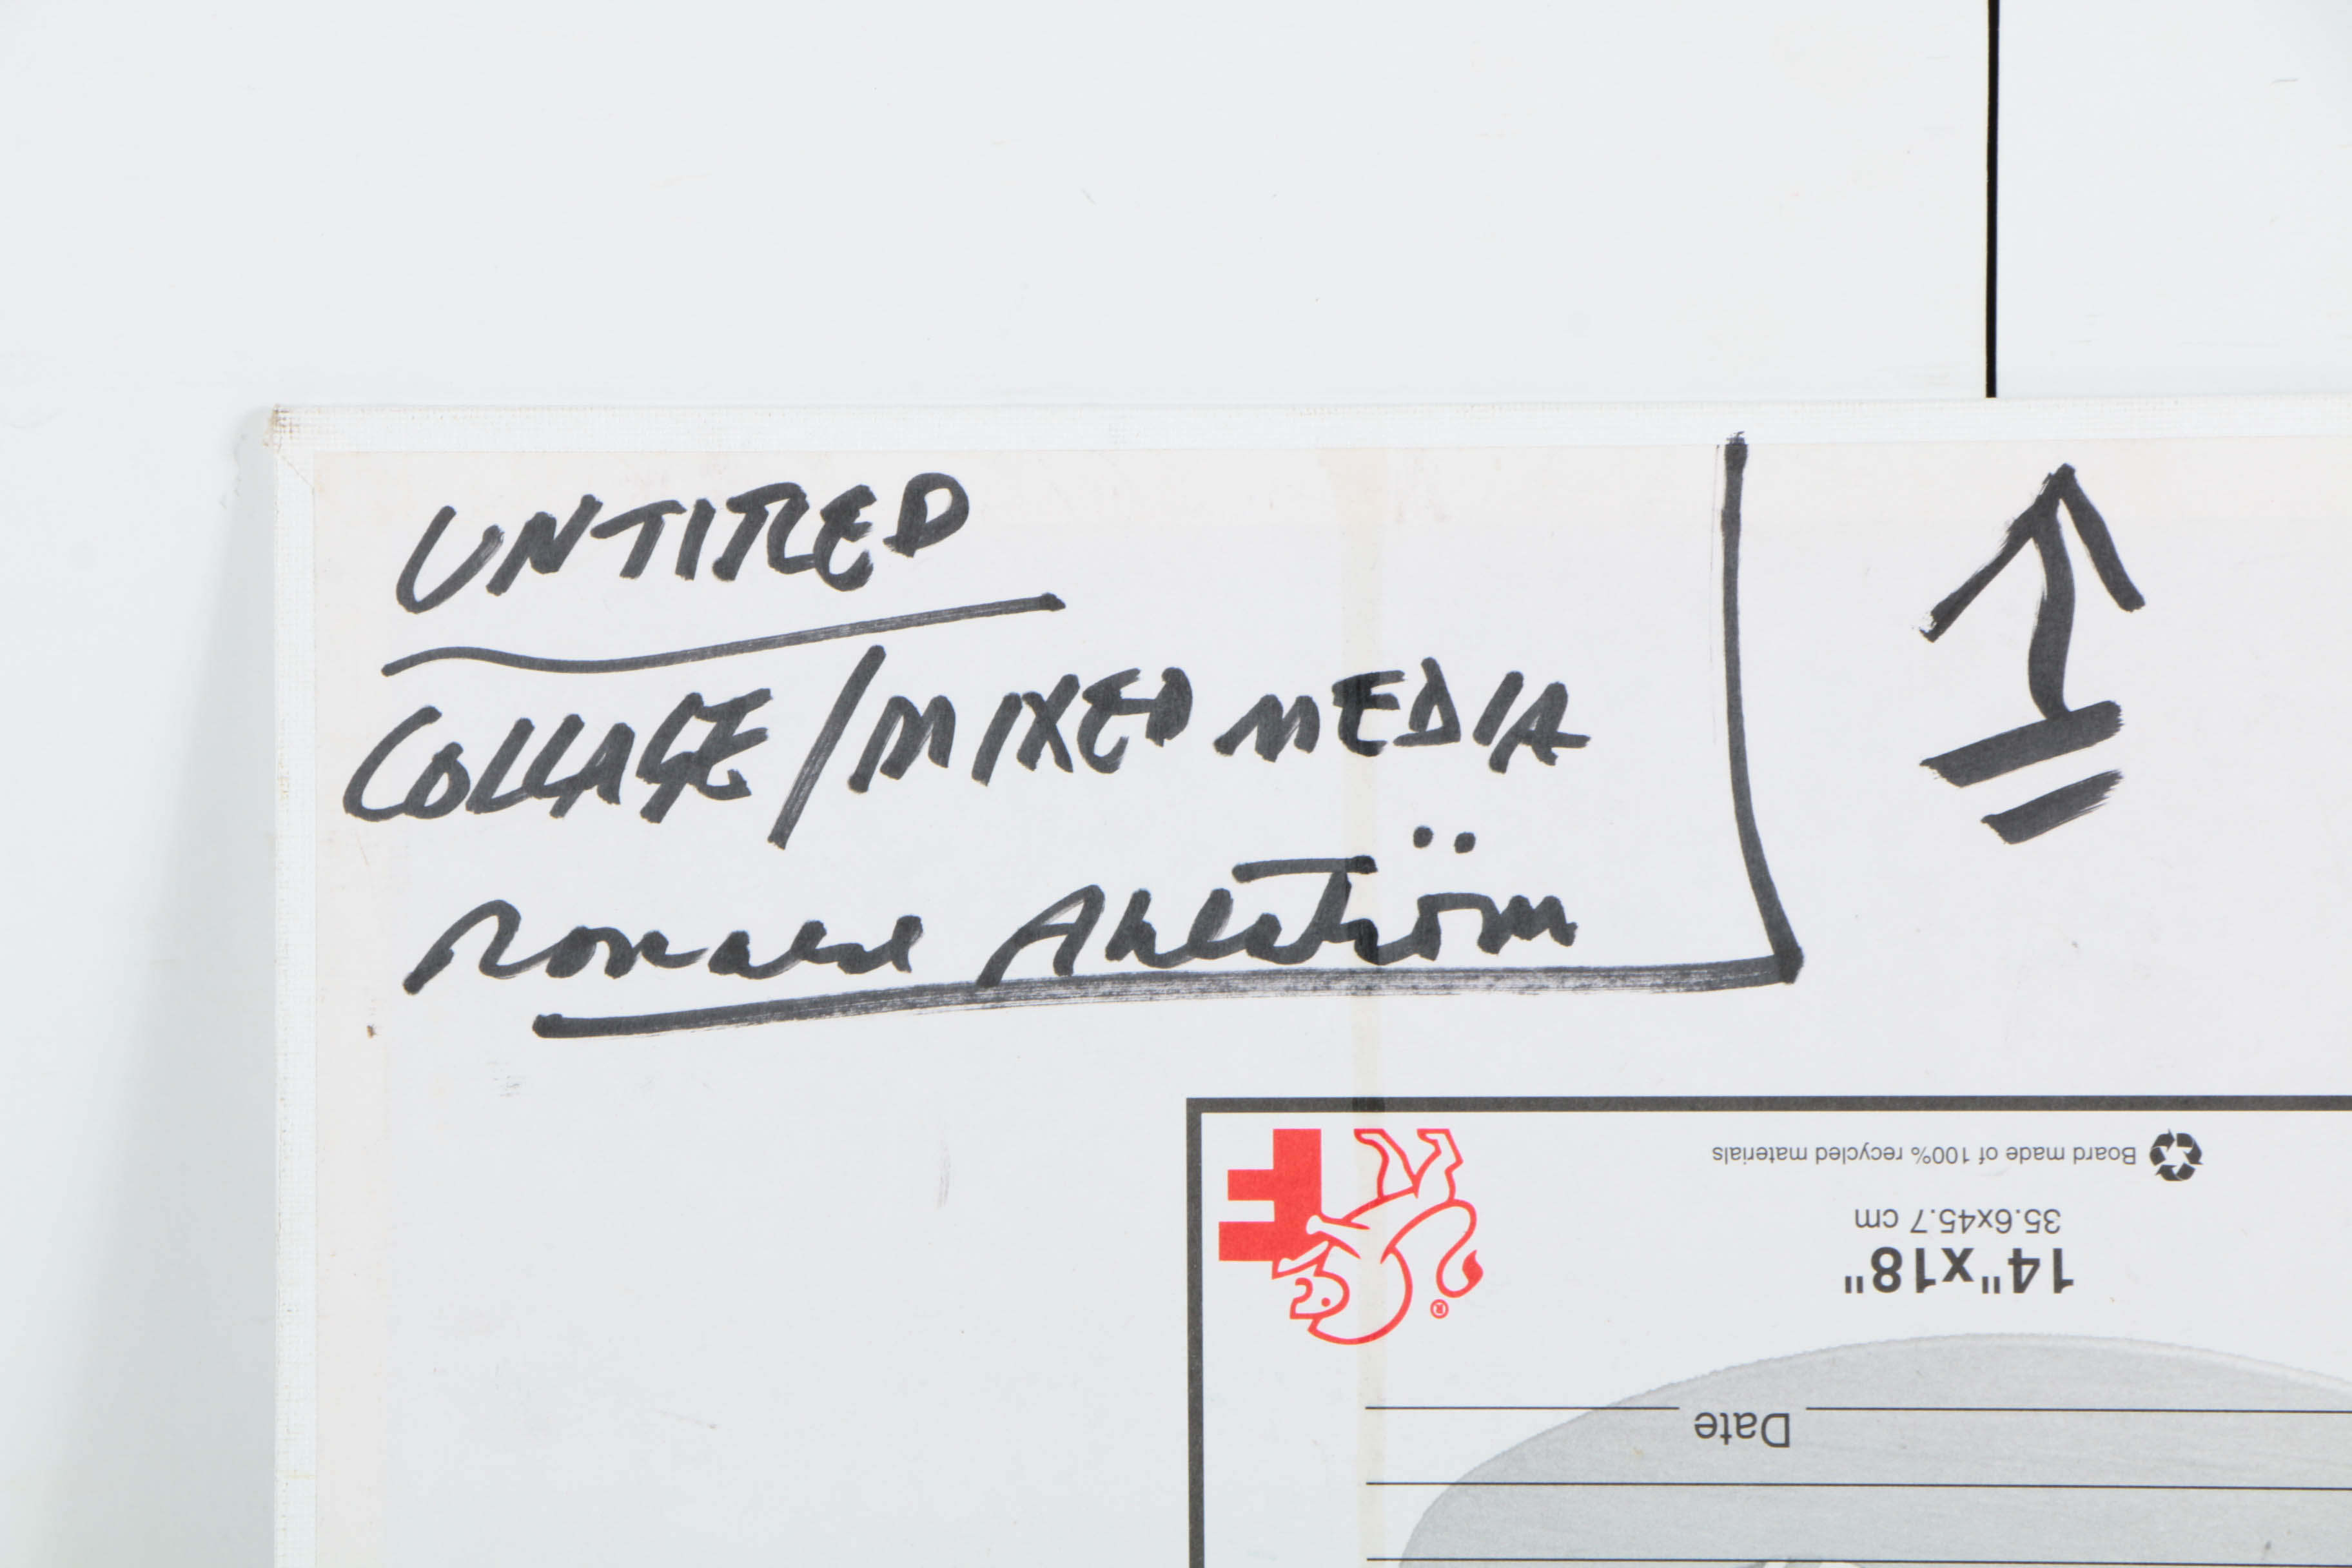 UNTITLED
COLLAGE/MIXED MEDIA
Ronald Ahlström
Board made of 100% recycled materials
35.6x45.7 cm
14"x18"
F
®
Date